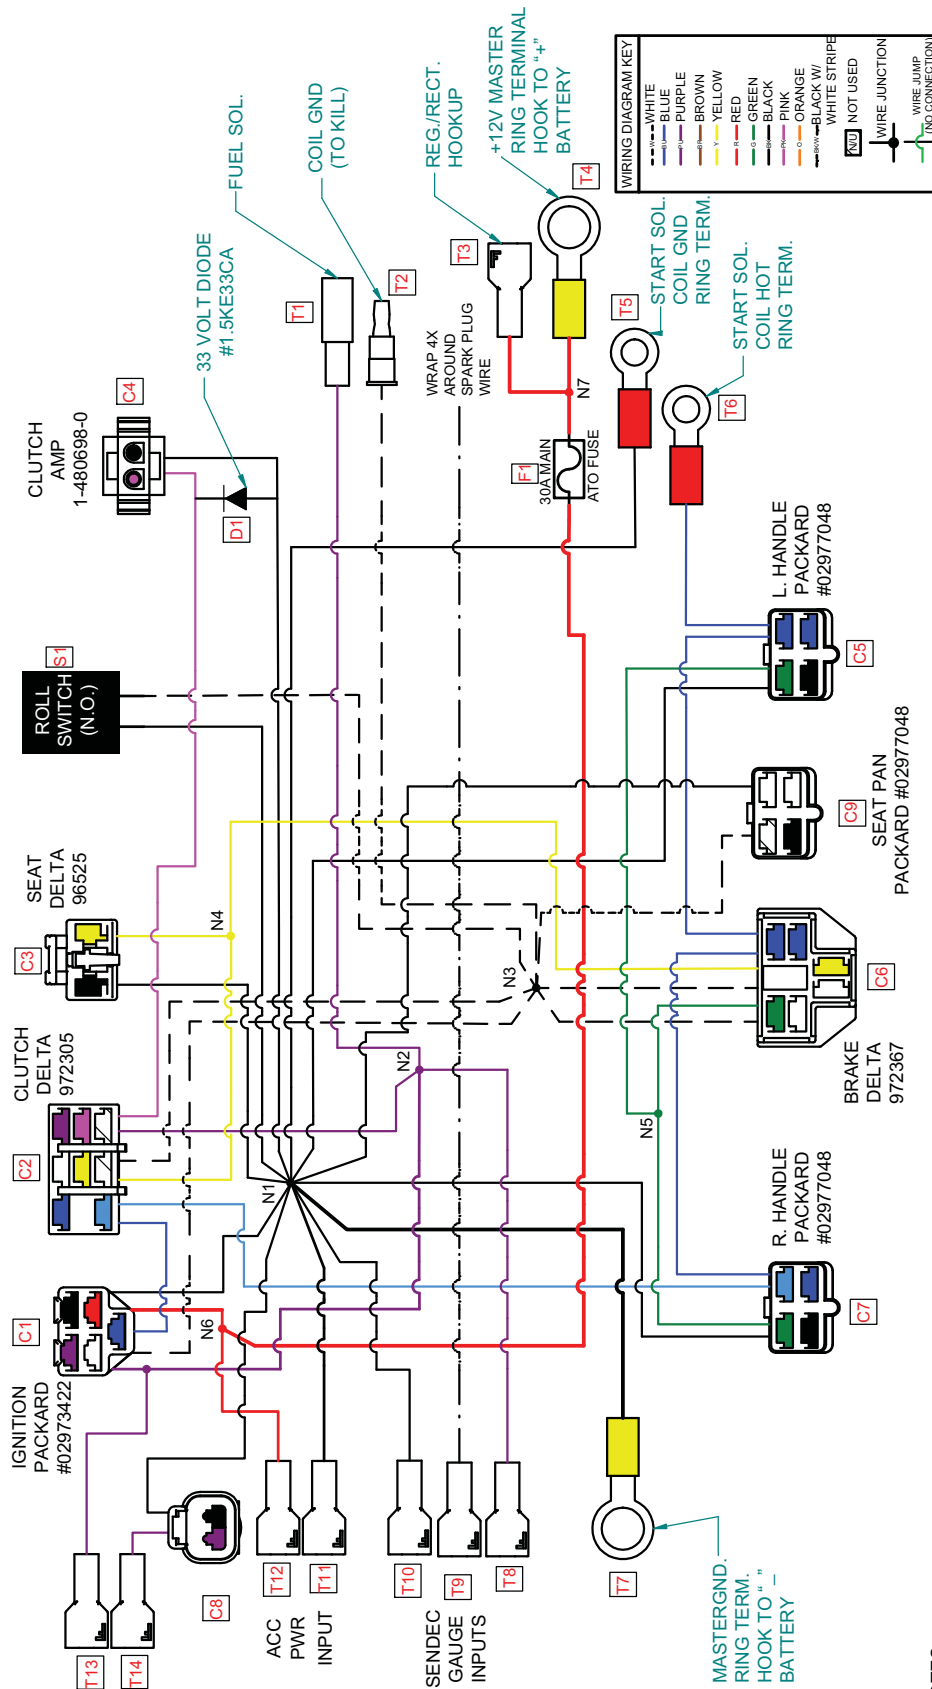 IGNITION
PACKARD
#02973422
C1
CLUTCH
DELTA
972305
C2
SEAT
DELTA
96525
C3
ROLL
SWITCH
(N.O.)
S1
CLUTCH
AMP
1-480698-0
C4
33 VOLT DIODE
#1.5KE33CA
D1
FUEL SOL.
T1
COIL GND
(TO KILL)
T2
REG./RECT.
HOOKUP
T3
+12V MASTER
RING TERMINAL
HOOK TO "+"
BATTERY
T4
WRAP 4X
AROUND
SPARK PLUG
WIRE
F1
30A MAIN
ATO FUSE
N7
START SOL.
COIL GND
RING TERM.
T5
START SOL.
COIL HOT
RING TERM.
T6
T13
T14
C8
ACC
PWR
INPUT
T12
T11
SENDEC
GAUGE
INPUTS
T10
T9
T8
N6
N1
N2
N3
N4
N5
T7
MASTERGND.
RING TERM.
HOOK TO "_"
BATTERY
R. HANDLE
PACKARD
#02977048
C7
BRAKE
DELTA
972367
C6
SEAT PAN
PACKARD #02977048
C9
L. HANDLE
PACKARD
#02977048
C5
WIRING DIAGRAM KEY
W WHITE
BU BLUE
PU PURPLE
BR BROWN
Y YELLOW
R RED
G GREEN
BK BLACK
PK PINK
O ORANGE
BK/W BLACK W/
WHITE STRIPE
N/U NOT USED
WIRE JUNCTION
WIRE JUMP
(NO CONNECTION)